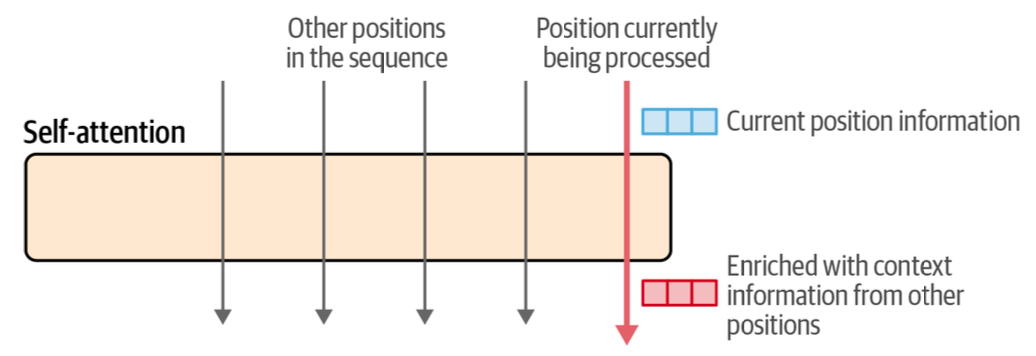 Other positions
in the sequence
Position currently
being processed
Self-attention
Current position information
Enriched with context
information from other
positions